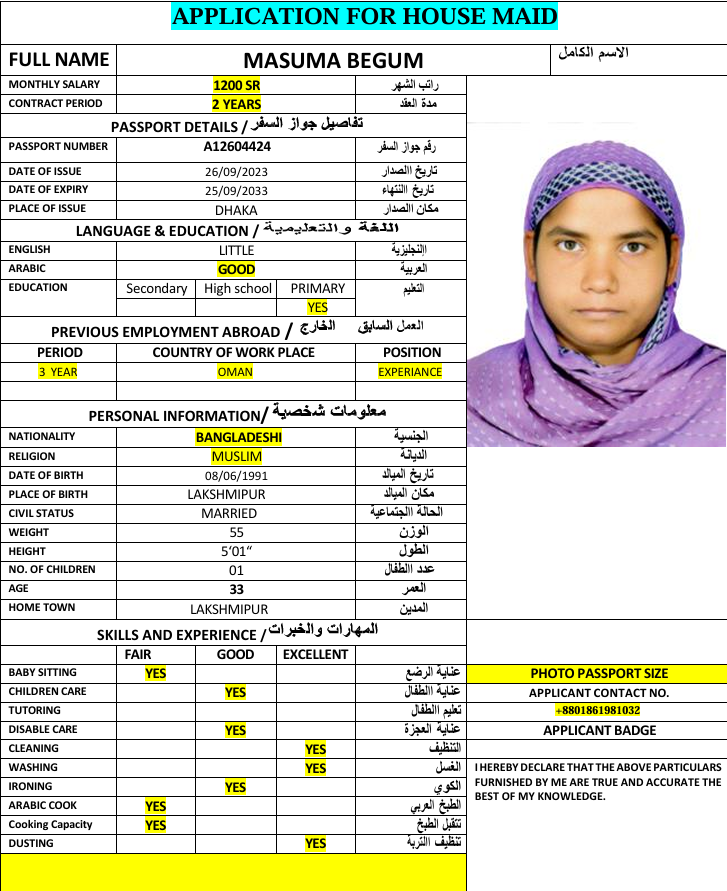 APPLICATION FOR HOUSE MAID
FULL NAME MASUMA BEGUM الاسم الكامل
MONTHLY SALARY 1200 SR راتب الشهر
CONTRACT PERIOD 2 YEARS مدة العقد
PASSPORT DETAILS / تفاصيل جواز السفر
PASSPORT NUMBER A12604424 رقم جواز السفر
DATE OF ISSUE 26/09/2023 تاريخ االصدار
DATE OF EXPIRY 25/09/2033 تاريخ االنتهاء
PLACE OF ISSUE DHAKA مكان االصدار
LANGUAGE & EDUCATION / اللغة والتعليمية
ENGLISH LITTLE اإلنجليزية
ARABIC GOOD العربية
EDUCATION Secondary High school PRIMARY التعليم
YES
PREVIOUS EMPLOYMENT ABROAD / العمل السابق الخارج
PERIOD COUNTRY OF WORK PLACE POSITION
3 YEAR OMAN EXPERIANCE
PERSONAL INFORMATION/ معلومات شخصية
NATIONALITY BANGLADESHI الجنسية
RELIGION MUSLIM الديانة
DATE OF BIRTH 08/06/1991 تاريخ الميالد
PLACE OF BIRTH LAKSHMIPUR مكان الميالد
CIVIL STATUS MARRIED الحالة االجتماعية
WEIGHT 55 الوزن
HEIGHT 5‘01“ الطول
NO. OF CHILDREN 01 عدد االطفال
AGE 33 العمر
HOME TOWN LAKSHMIPUR المدين
SKILLS AND EXPERIENCE / المهارات والخبرات
FAIR GOOD EXCELLENT
BABY SITTING YES عناية الرضع
CHILDREN CARE YES عناية االطفال
TUTORING تعليم االطفال
DISABLE CARE YES عناية العجزة
CLEANING YES التنظيف
WASHING YES الغسل
IRONING YES الكوي
ARABIC COOK YES الطبخ العربي
Cooking Capacity YES تتقبل الطبخ
DUSTING YES تنظيف االتربة
PHOTO PASSPORT SIZE
APPLICANT CONTACT NO.
+8801861981032
APPLICANT BADGE
I HEREBY DECLARE THAT THE ABOVE PARTICULARS
FURNISHED BY ME ARE TRUE AND ACCURATE THE
BEST OF MY KNOWLEDGE.